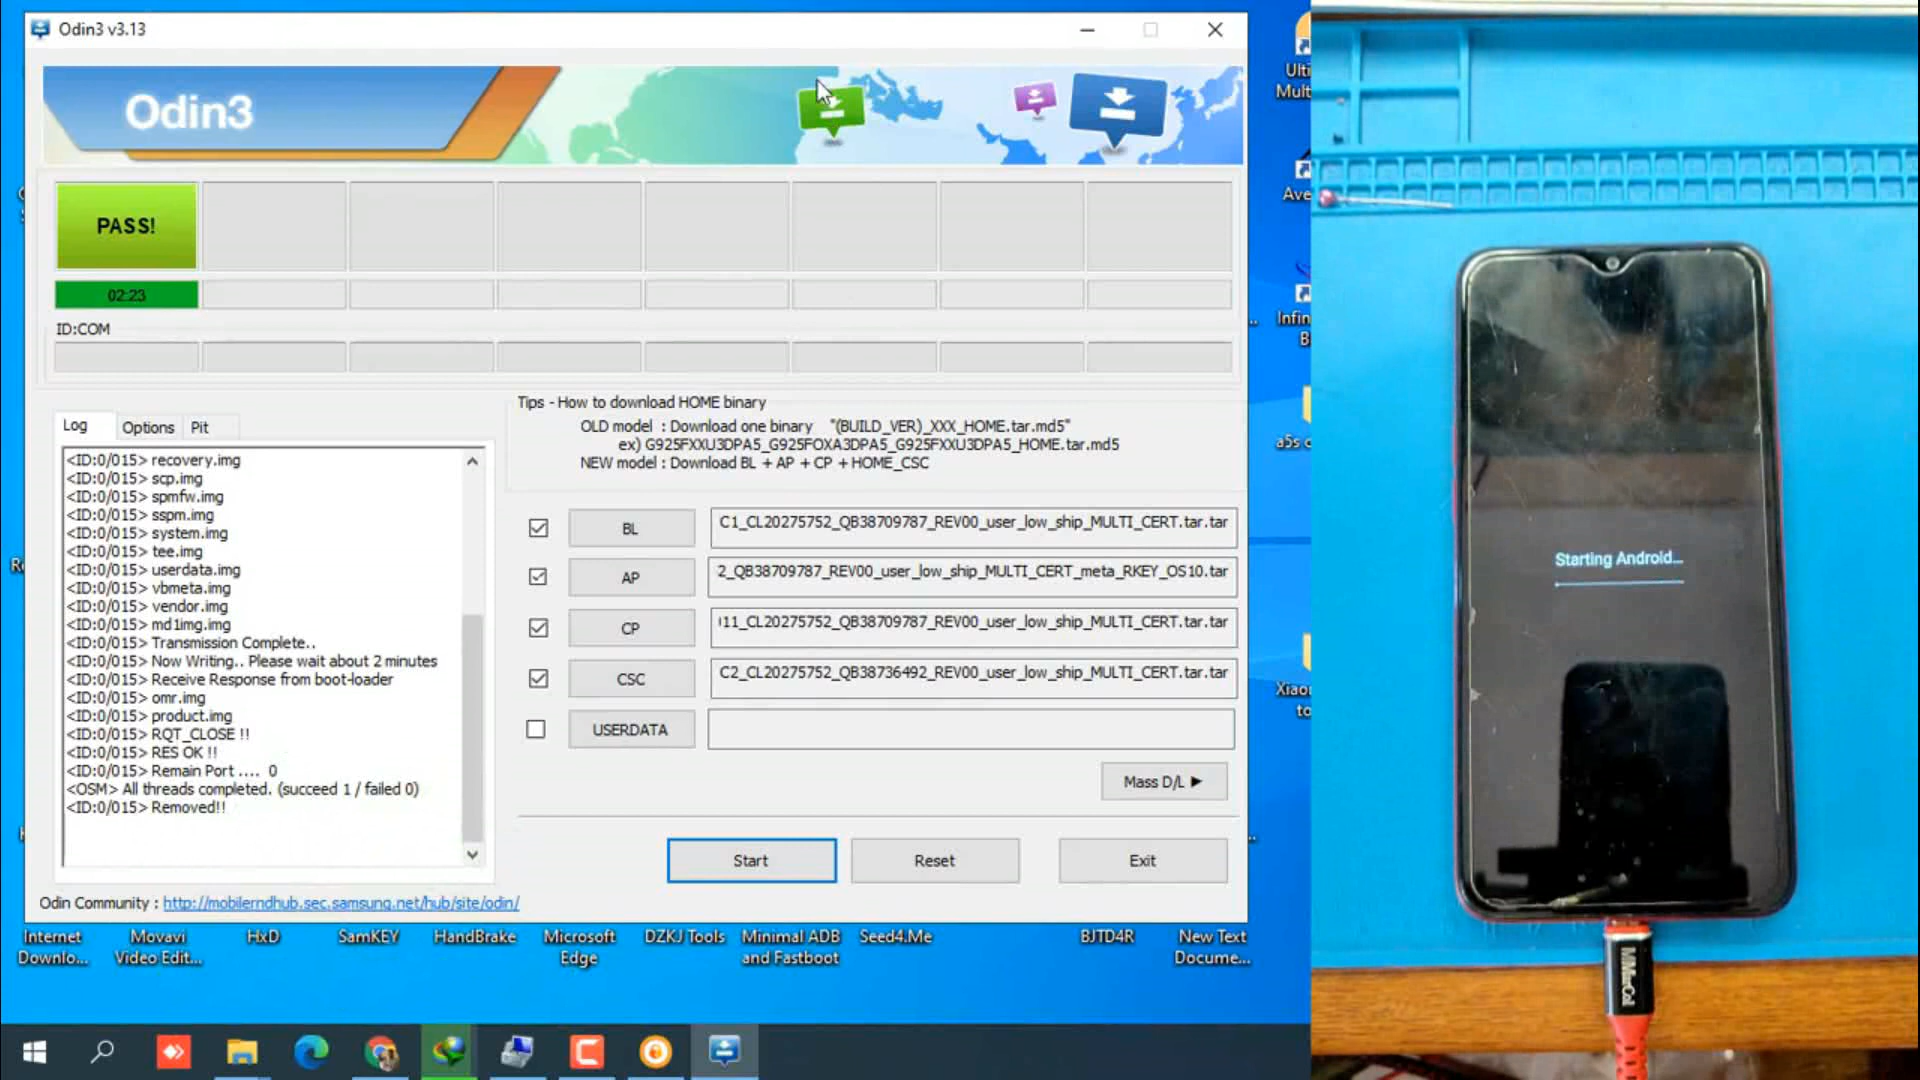 Odin3 v3.13
Odin3
PASS!
02:23
ID:COM
Log
Options
Pit
<ID:0/015> recovery.img
<ID:0/015> scp.img
<ID:0/015> spmfw.img
<ID:0/015> sspm.img
<ID:0/015> system.img
<ID:0/015> tee.img
<ID:0/015> userdata.img
<ID:0/015> vbmeta.img
<ID:0/015> vendor.img
<ID:0/015> md1img.img
<ID:0/015> Transmission Complete..
<ID:0/015> Now Writing.. Please wait about 2 minutes
<ID:0/015> Receive Response from boot-loader
<ID:0/015> omr.img
<ID:0/015> product.img
<ID:0/015> RQT_CLOSE !!
<ID:0/015> RES OK !!
<ID:0/015> Remain Port .... 0
<OSM> All threads completed. (succeed 1 / failed 0)
<ID:0/015> Removed!!
Tips - How to download HOME binary
OLD model : Download one binary "(BUILD_VER)_XXX_HOME.tar.md5"
ex) G925FXXU3DPA5_G925FOXA3DPA5_G925FXXU3DPA5_HOME.tar.md5
NEW model : Download BL + AP + CP + HOME_CSC
BL
C1_CL20275752_QB38709787_REV00_user_low_ship_MULTI_CERT.tar.tar
AP
2_QB38709787_REV00_user_low_ship_MULTI_CERT_meta_RKEY_OS10.tar
CP
11_CL20275752_QB38709787_REV00_user_low_ship_MULTI_CERT.tar.tar
CSC
C2_CL20275752_QB38736492_REV00_user_low_ship_MULTI_CERT.tar.tar
USERDATA
Mass D/L
Start
Reset
Exit
Odin Community : http://mobilerndhub.sec.samsung.net/hub/site/odin/
Internet
Downlo...
Movavi
Video Edit...
HxD
SamKEY
HandBrake
Microsoft
Edge
DZKJ Tools
Minimal ADB
and Fastboot
Seed4.Me
BJTD4R
New Text
Docume...
Ulti
Mult
Ave
Infin
B
a5s c
Xiaon
to
Starting Android...